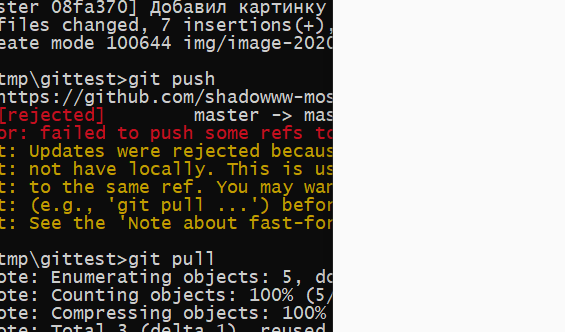 ster 08fa370] Добавил картинку
files changed, 7 insertions(+),
eate mode 100644 img/image-2020
tmp\gittest>git push
https://github.com/shadowww-mos
[rejected] master -> mas
or: failed to push some refs to
t: Updates were rejected becaus
t: not have locally. This is us
t: to the same ref. You may wan
t: (e.g., 'git pull ...') befor
t: See the 'Note about fast-for
tmp\gittest>git pull
ote: Enumerating objects: 5, do
ote: Counting objects: 100% (5/
ote: Compressing objects: 100%
ote: Total 3 (delta 1), reused